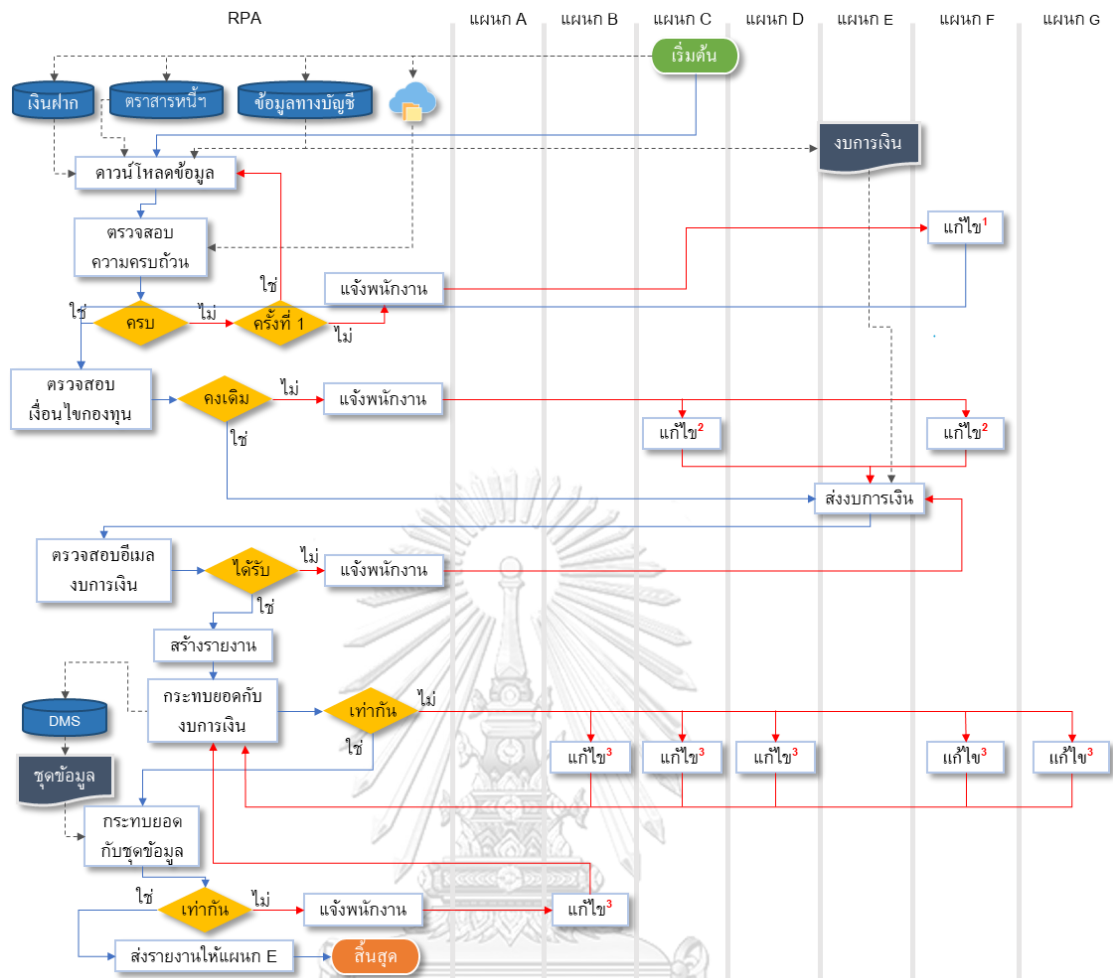 RPA แผนก A แผนก B แผนก C แผนก D แผนก E แผนก F แผนก G
เริ่มต้น
เงินฝาก ตราสารหนี้ฯ ข้อมูลทางบัญชี
งบการเงิน
ดาวน์โหลดข้อมูล
ตรวจสอบ
ความครบถ้วน
แก้ไข1
ใช่
แจ้งพนักงาน
ใช่ ครบ ไม่ ครั้งที่ 1 ไม่
ตรวจสอบ
เงื่อนไขกองทุน
คงเดิม ไม่ แจ้งพนักงาน
ใช่
แก้ไข2 แก้ไข2
ส่งงบการเงิน
ตรวจสอบอีเมล
งบการเงิน
ได้รับ ไม่ แจ้งพนักงาน
ใช่
สร้างรายงาน
กระทบยอดกับ
งบการเงิน
เท่ากัน ไม่
ใช่
DMS
แก้ไข3 แก้ไข3 แก้ไข3 แก้ไข3 แก้ไข3
ชุดข้อมูล
กระทบยอด
กับชุดข้อมูล
ใช่ เท่ากัน ไม่ แจ้งพนักงาน แก้ไข3
ส่งรายงานให้แผนก E สิ้นสุด